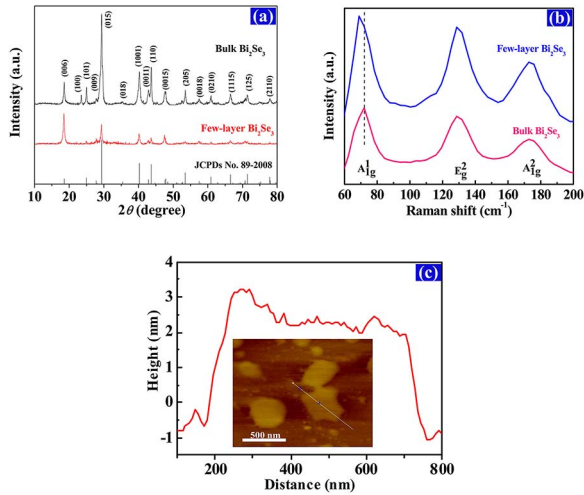 (a)
Intensity (a.u.)
(006)
(100)
(101)
(009)
(015)
(018)
(1001)
(0011)
(110)
(0015)
(205)
(0018)
(0210)
(1115)
(125)
(2110)
Bulk Bi2Se3
Few-layer Bi2Se3
JCPDs No. 89-2008
10 20 30 40 50 60 70 80
2θ (degree)
(b)
Intensity (a.u.)
Few-layer Bi2Se3
Bulk Bi2Se3
A¹1g
E²g
A²1g
60 80 100 120 140 160 180 200
Raman shift (cm-1)
(c)
Height (nm)
4
3
2
1
0
-1
500 nm
200 400 600 800
Distance (nm)